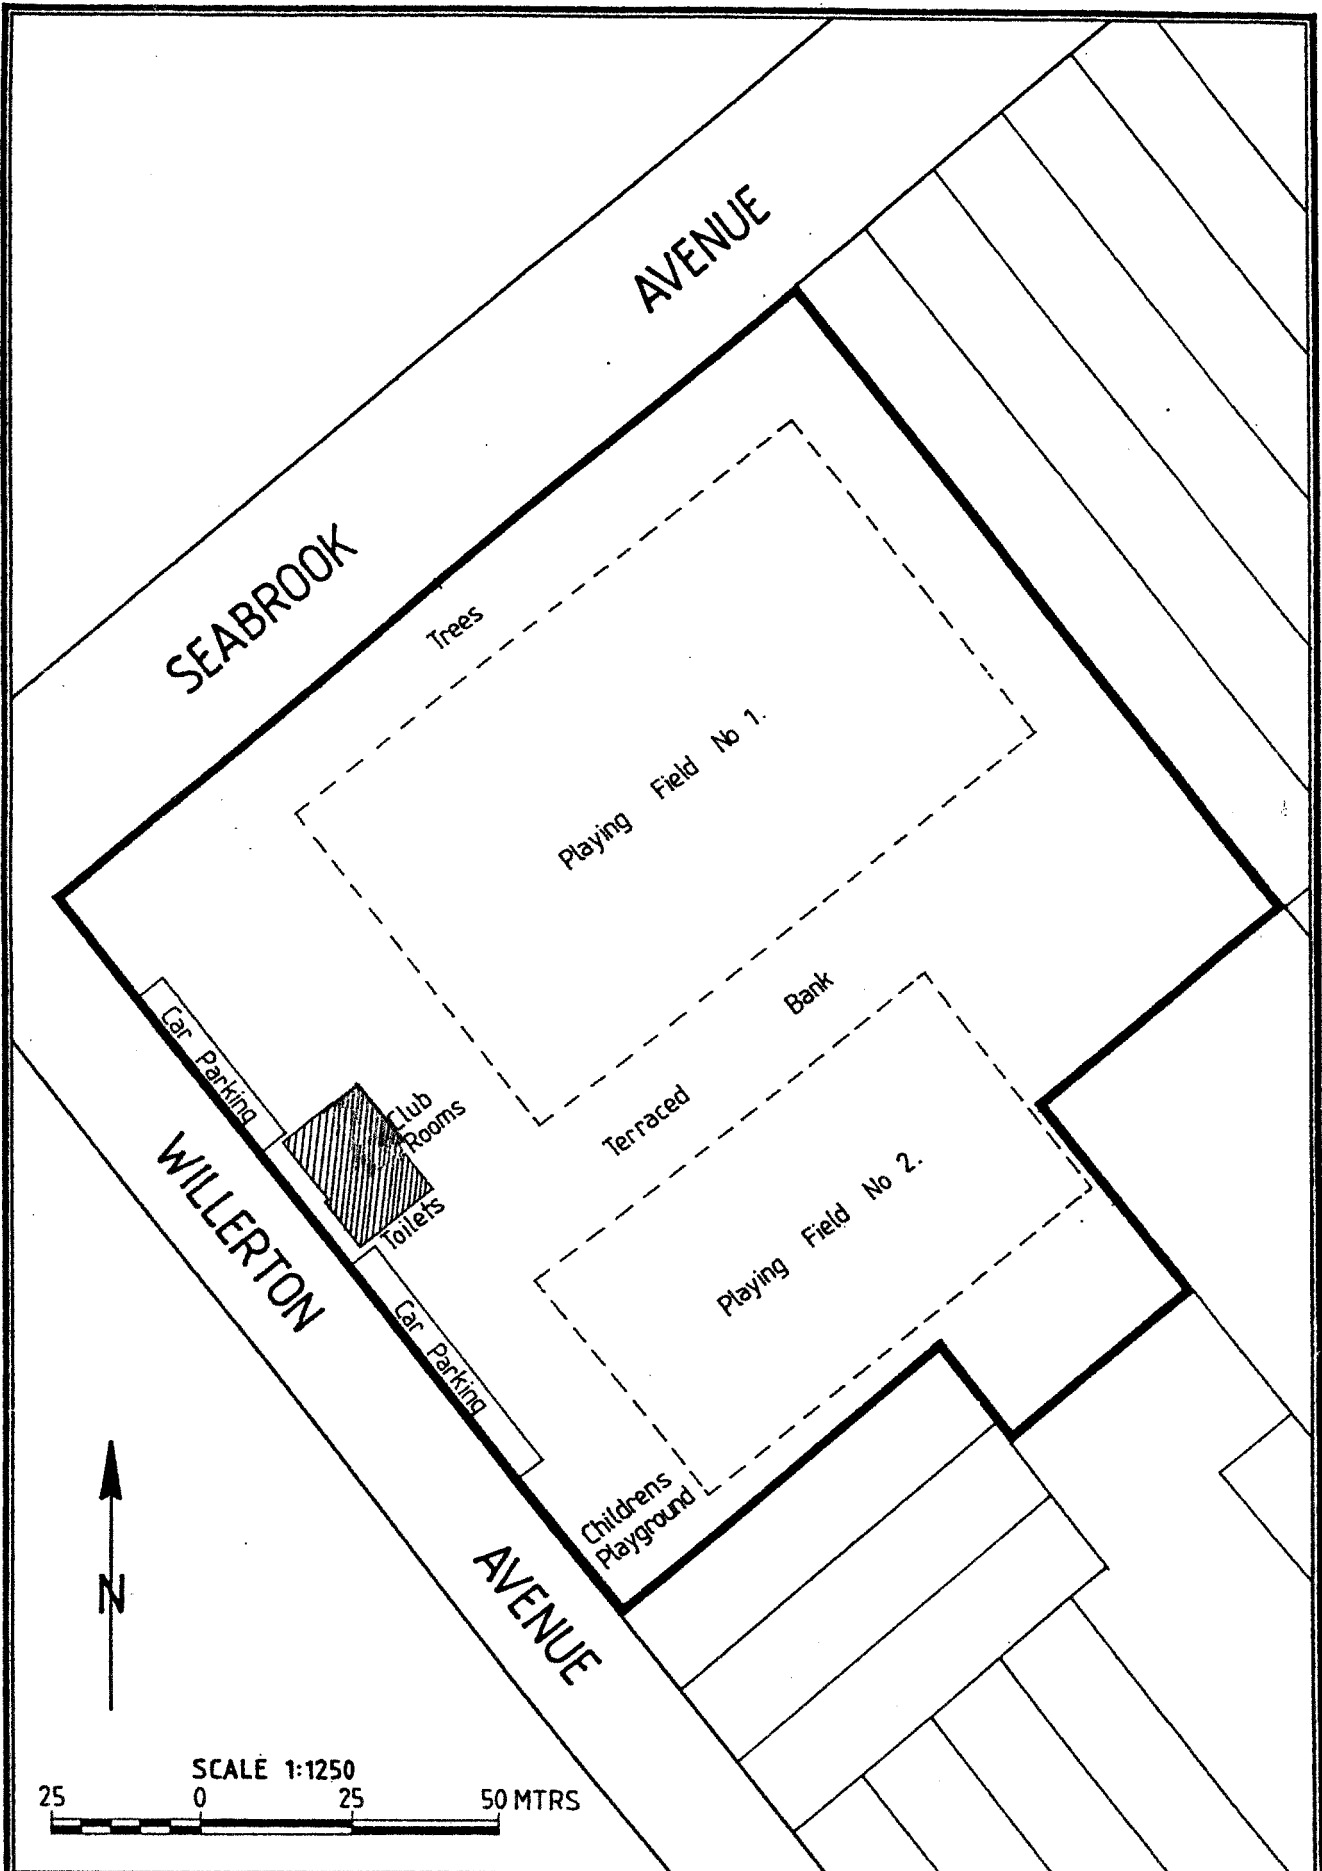 SEABROOK AVENUE
Trees
Playing Field No 1.
Bank
Terraced
Car Parking
Club
Rooms
Toilets
Playing Field No 2.
Car Parking
WILLERTON AVENUE
Childrens
Playground
N
SCALE 1:1250
25 0 25 50 MTRS